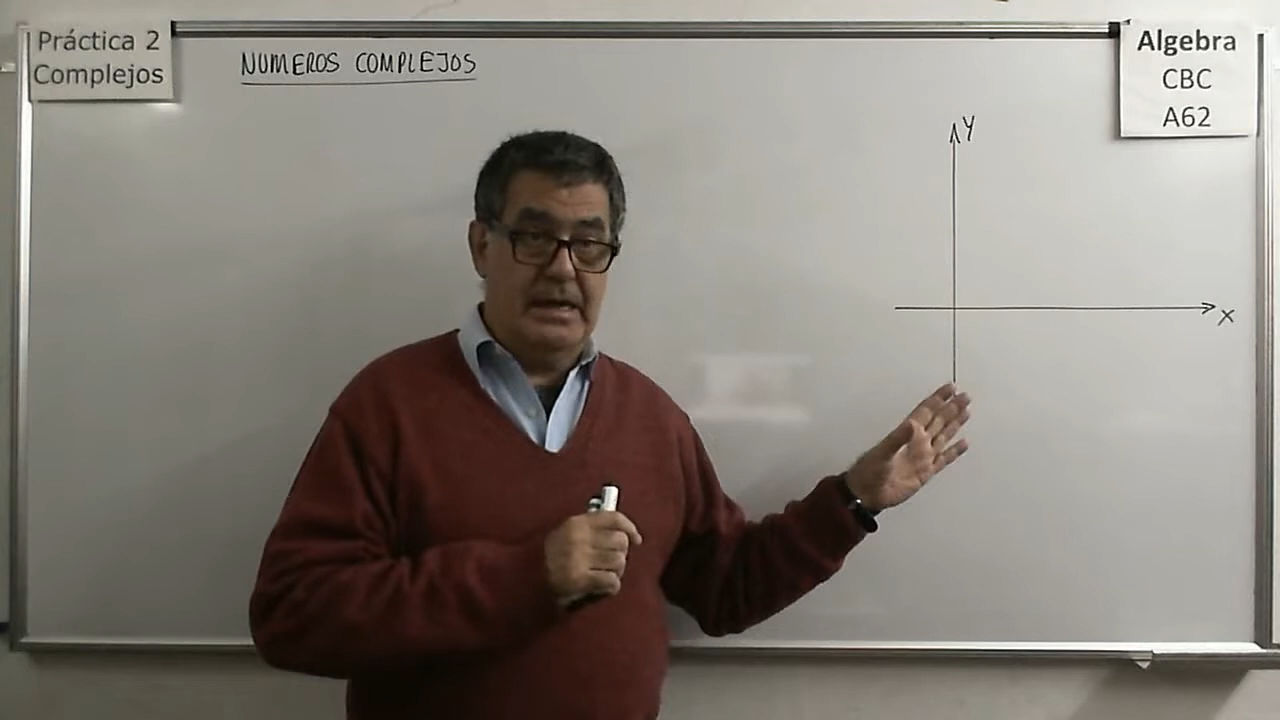 Práctica 2
Complejos
NUMEROS COMPLEJOS
Algebra
CBC
A62
Y
X